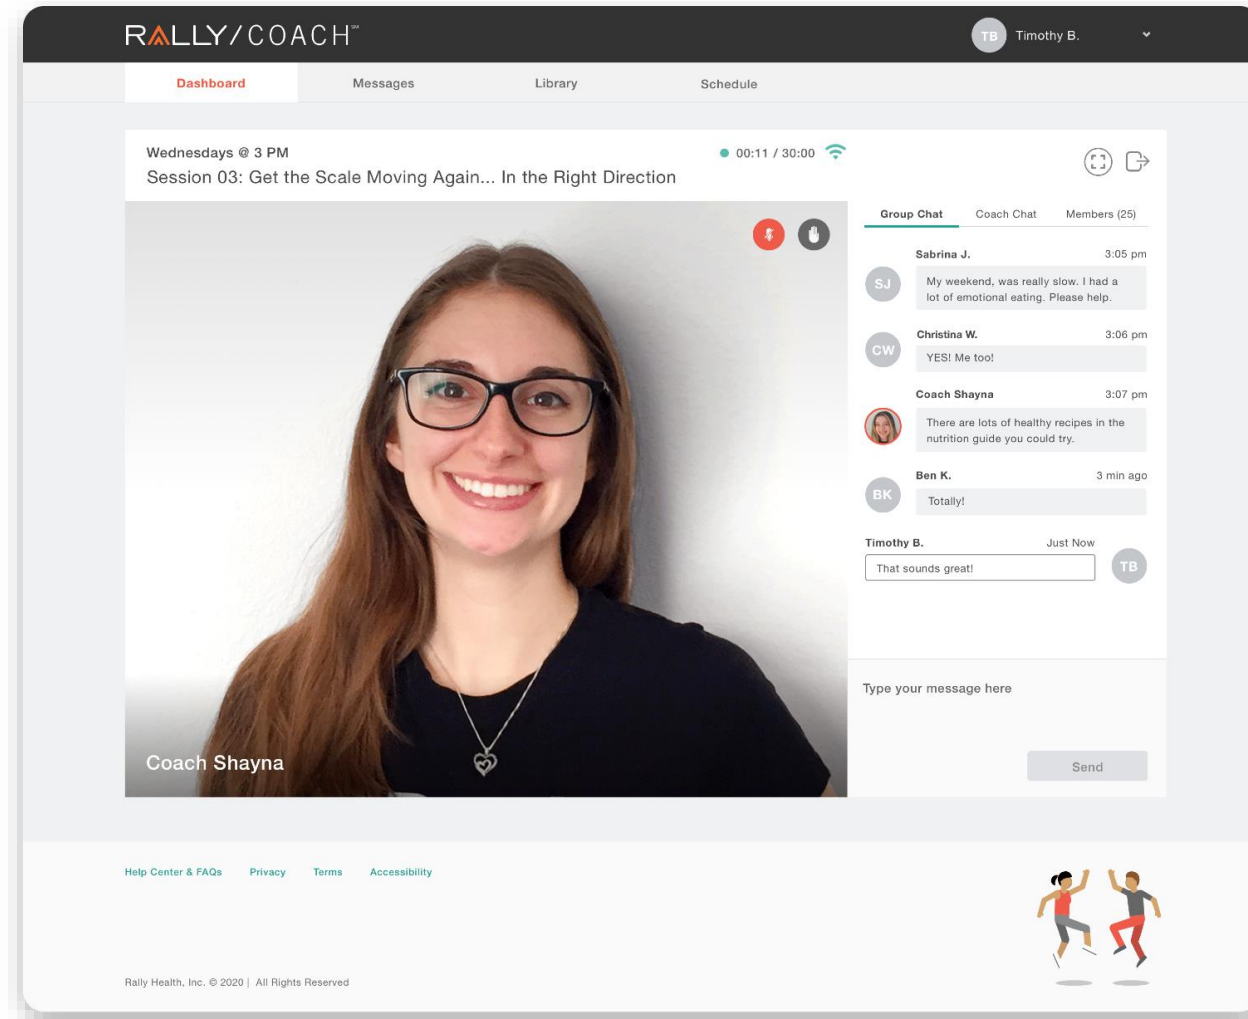 RALLY/COACH℠
TB
Timothy B.
Dashboard
Messages
Library
Schedule
Wednesdays @ 3 PM
00:11 / 30:00
Session 03: Get the Scale Moving Again... In the Right Direction
Group Chat
Coach Chat
Members (25)
Sabrina J.
3:05 pm
SJ
My weekend, was really slow. I had a
lot of emotional eating. Please help.
Christina W.
3:06 pm
CW
YES! Me too!
Coach Shayna
3:07 pm
There are lots of healthy recipes in the
nutrition guide you could try.
Ben K.
3 min ago
BK
Totally!
Timothy B.
Just Now
That sounds great!
TB
Type your message here
Send
Coach Shayna
Help Center & FAQs
Privacy
Terms
Accessibility
Rally Health, Inc. © 2020 | All Rights Reserved